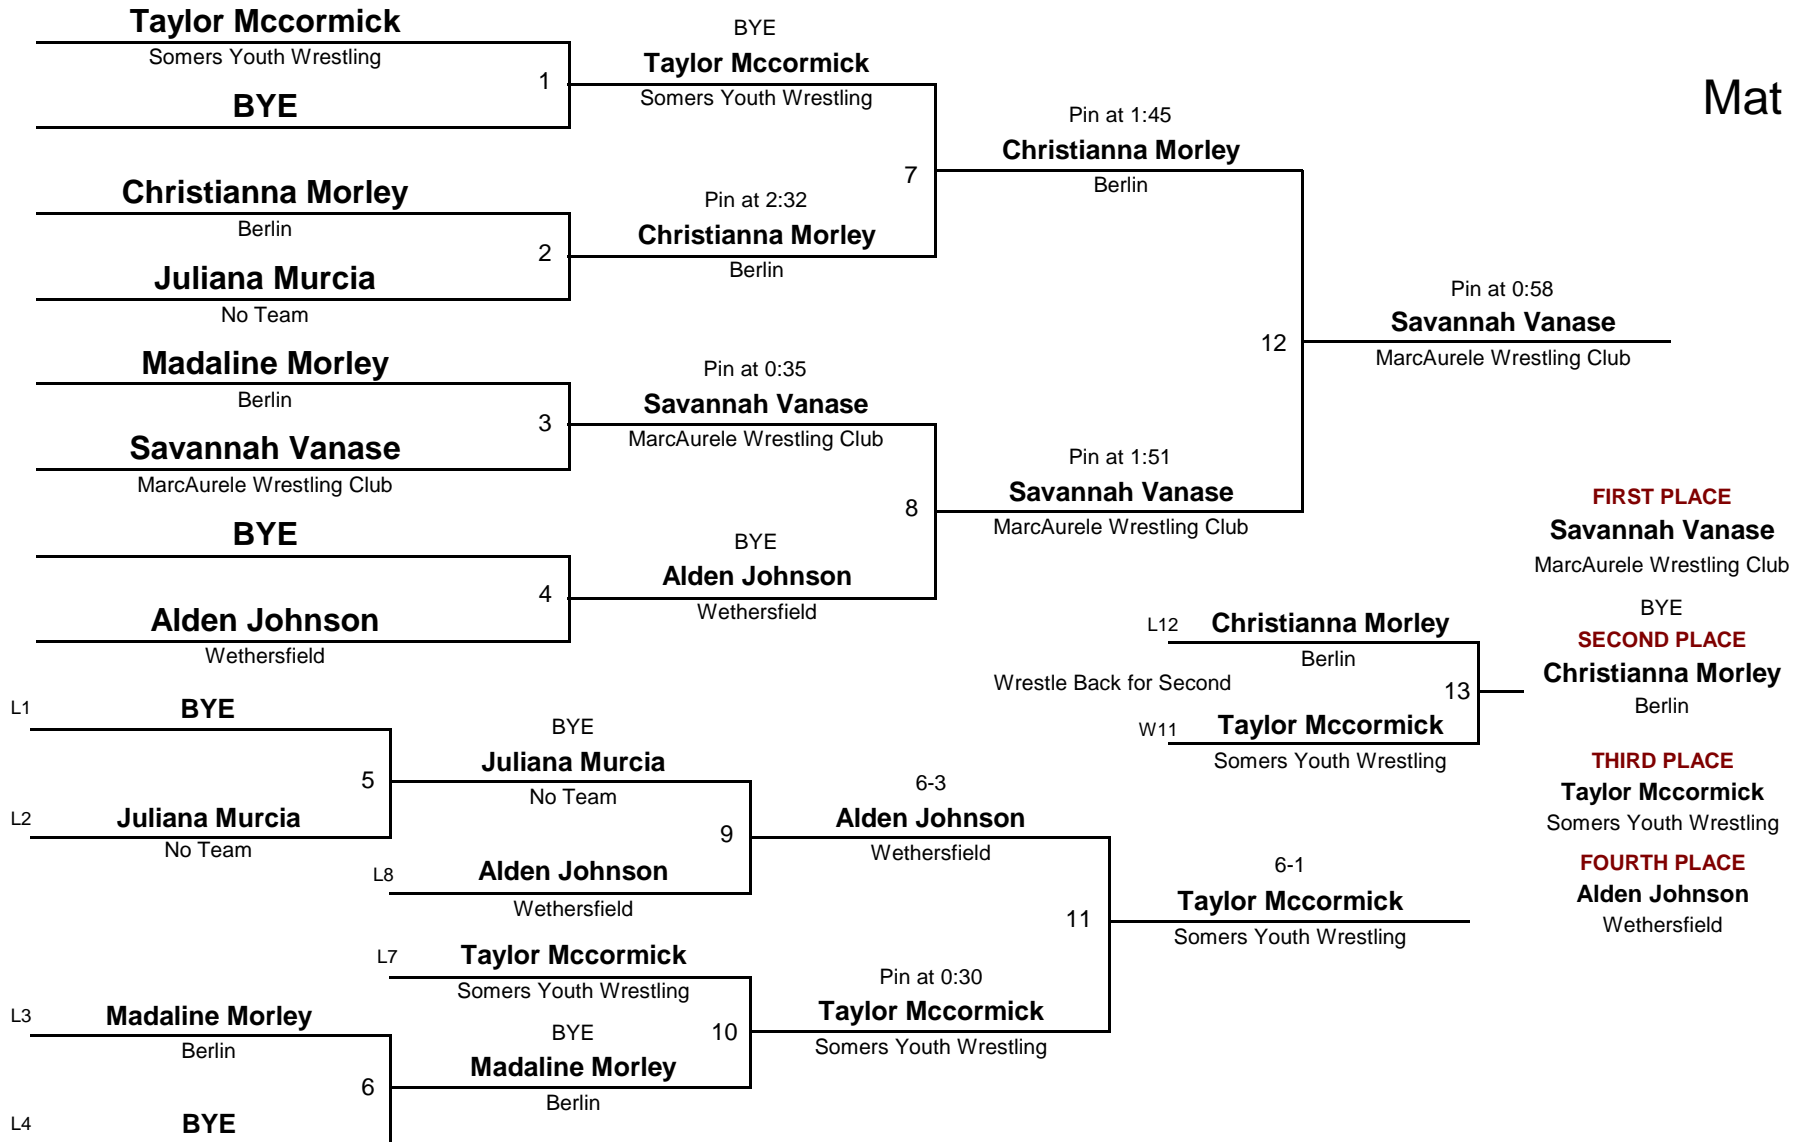 Taylor Mccormick
Somers Youth Wrestling
1
BYE
BYE
Taylor Mccormick
Somers Youth Wrestling
Mat
Christianna Morley
Berlin
2
Juliana Murcia
No Team
Pin at 2:32
Christianna Morley
Berlin
7
Pin at 1:45
Christianna Morley
Berlin
Madaline Morley
Berlin
3
Savannah Vanase
MarcAurele Wrestling Club
Pin at 0:35
Savannah Vanase
MarcAurele Wrestling Club
BYE
4
Alden Johnson
Wethersfield
BYE
Alden Johnson
Wethersfield
8
Pin at 1:51
Savannah Vanase
MarcAurele Wrestling Club
12
Pin at 0:58
Savannah Vanase
MarcAurele Wrestling Club
FIRST PLACE
Savannah Vanase
MarcAurele Wrestling Club
L12
Christianna Morley
Berlin
Wrestle Back for Second
13
W11
Taylor Mccormick
Somers Youth Wrestling
BYE
SECOND PLACE
Christianna Morley
Berlin
THIRD PLACE
Taylor Mccormick
Somers Youth Wrestling
FOURTH PLACE
Alden Johnson
Wethersfield
L1
BYE
5
L2
Juliana Murcia
No Team
BYE
Juliana Murcia
No Team
9
L8
Alden Johnson
Wethersfield
6-3
Alden Johnson
Wethersfield
L7
Taylor Mccormick
Somers Youth Wrestling
L3
Madaline Morley
Berlin
6
L4
BYE
BYE
Madaline Morley
Berlin
10
Pin at 0:30
Taylor Mccormick
Somers Youth Wrestling
11
6-1
Taylor Mccormick
Somers Youth Wrestling